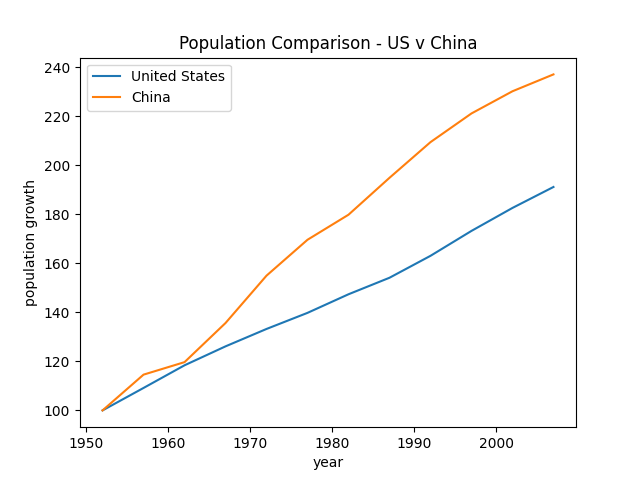 Population Comparison - US v China
United States
China
240
220
200
180
160
140
120
100
population growth
1950 1960 1970 1980 1990 2000
year